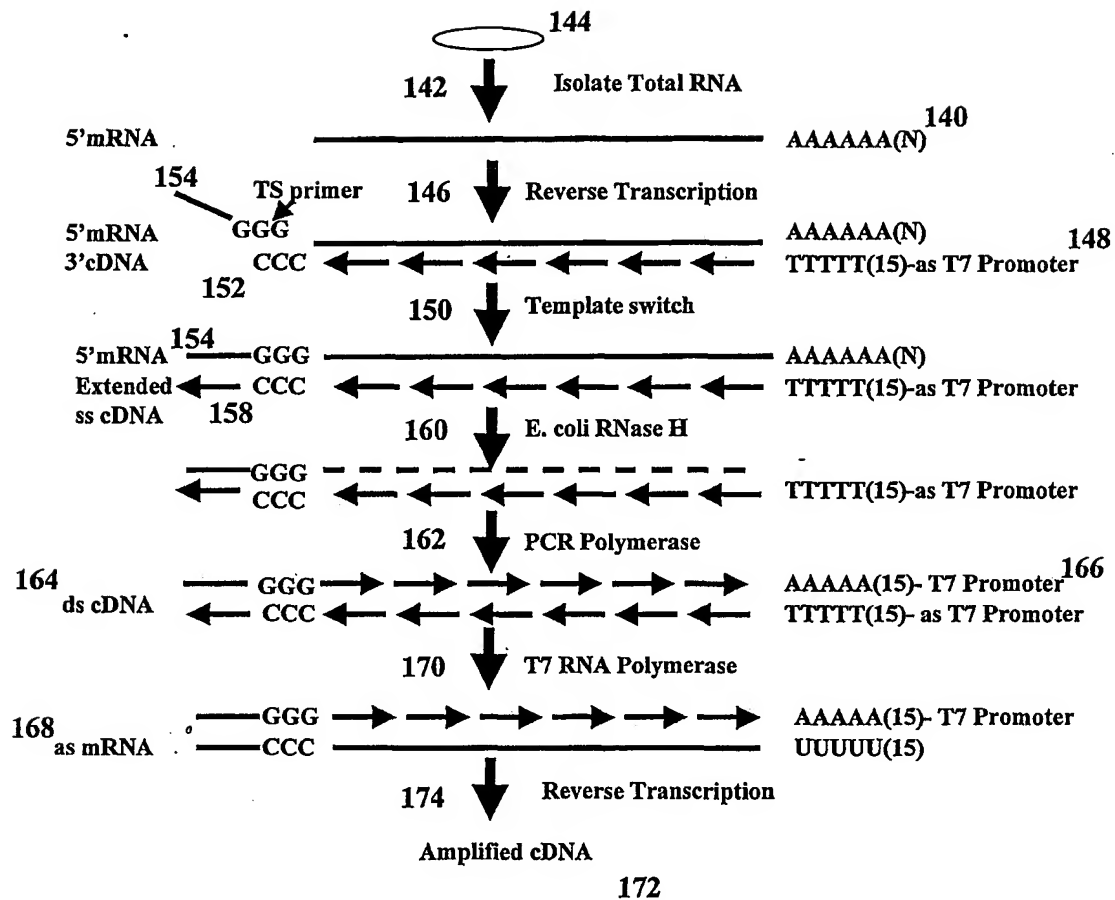 144
142 Isolate Total RNA
5'mRNA AAAAAA(N) 140
154 TS primer 146 Reverse Transcription
GGG
5'mRNA AAAAAA(N)
3'cDNA CCC TTTTT(15)-as T7 Promoter 148
152
150 Template switch
5'mRNA 154 GGG AAAAAA(N)
Extended CCC TTTTT(15)-as T7 Promoter
ss cDNA 158
160 E. coli RNase H
GGG
CCC TTTTT(15)-as T7 Promoter
162 PCR Polymerase
164 ds cDNA GGG AAAAA(15)- T7 Promoter 166
CCC TTTTT(15)- as T7 Promoter
170 T7 RNA Polymerase
GGG AAAAA(15)- T7 Promoter
168 as mRNA CCC UUUUU(15)
174 Reverse Transcription
Amplified cDNA
172